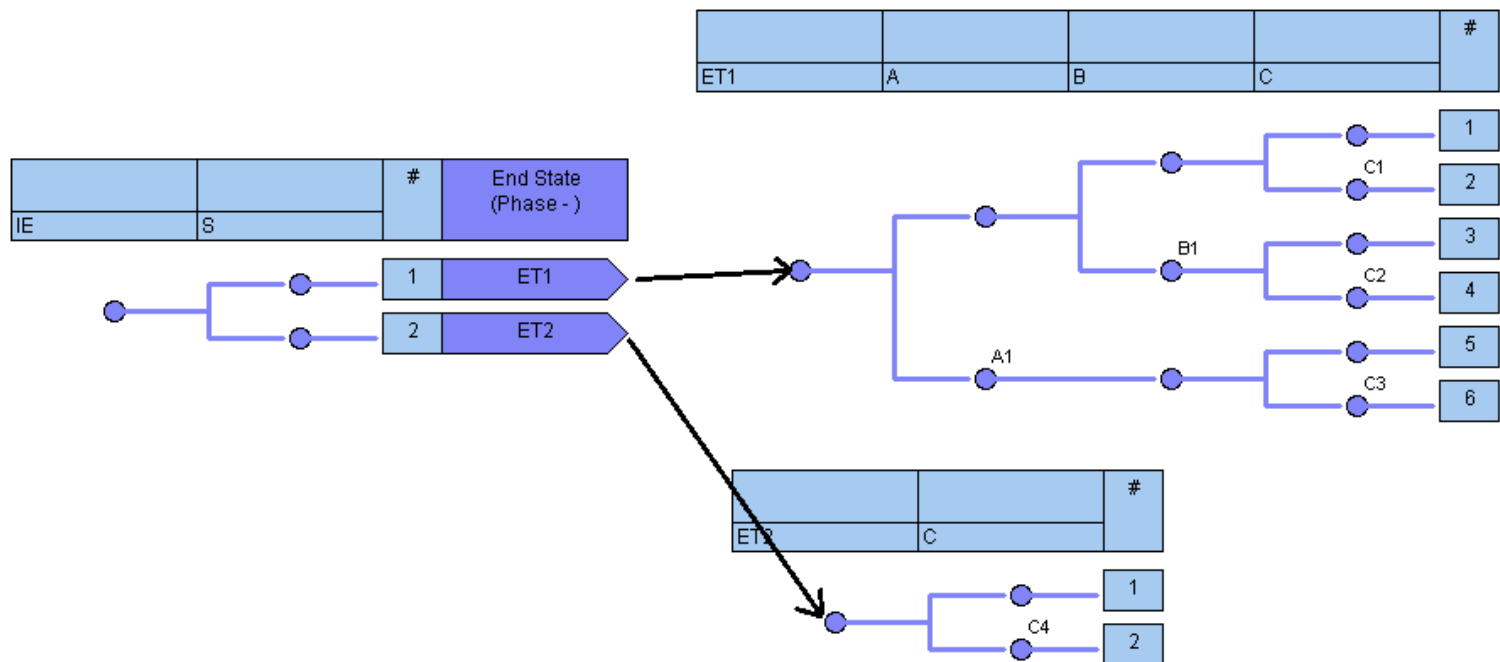 #
ET1 A B C
1
C1
2
3
B1
C2
4
5
A1
C3
6
# End State
(Phase - )
IE S
1 ET1
2 ET2
#
ET2 C
1
C4
2